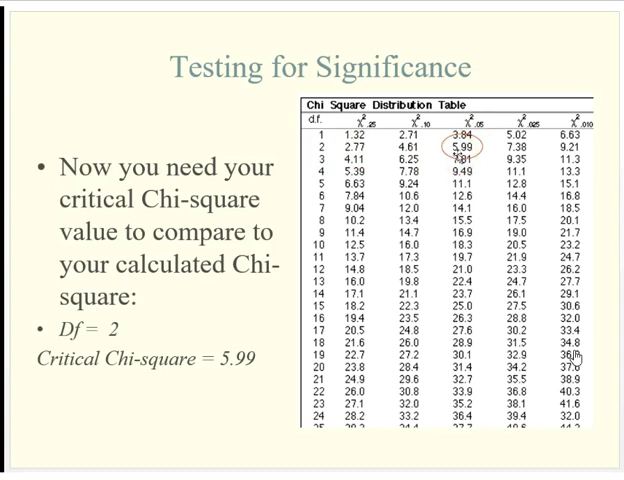 Testing for Significance
• Now you need your
critical Chi-square
value to compare to
your calculated Chi-
square:
• Df = 2
Critical Chi-square = 5.99
Chi Square Distribution Table
d.f. χ².25 χ².10 χ².05 χ².025 χ².010
1 1.32 2.71 3.84 5.02 6.63
2 2.77 4.61 5.99 7.38 9.21
3 4.11 6.25 7.81 9.35 11.3
4 5.39 7.78 9.49 11.1 13.3
5 6.63 9.24 11.1 12.8 15.1
6 7.84 10.6 12.6 14.4 16.8
7 9.04 12.0 14.1 16.0 18.5
8 10.2 13.4 15.5 17.5 20.1
9 11.4 14.7 16.9 19.0 21.7
10 12.5 16.0 18.3 20.5 23.2
11 13.7 17.3 19.7 21.9 24.7
12 14.8 18.5 21.0 23.3 26.2
13 16.0 19.8 22.4 24.7 27.7
14 17.1 21.1 23.7 26.1 29.1
15 18.2 22.3 25.0 27.5 30.6
16 19.4 23.5 26.3 28.8 32.0
17 20.5 24.8 27.6 30.2 33.4
18 21.6 26.0 28.9 31.5 34.8
19 22.7 27.2 30.1 32.9
20 23.8 28.4 31.4 34.2
21 24.9 29.6 32.7 35.5 38.9
22 26.0 30.8 33.9 36.8 40.3
23 27.1 32.0 35.2 38.1 41.6
24 28.2 33.2 36.4 39.4 32.0